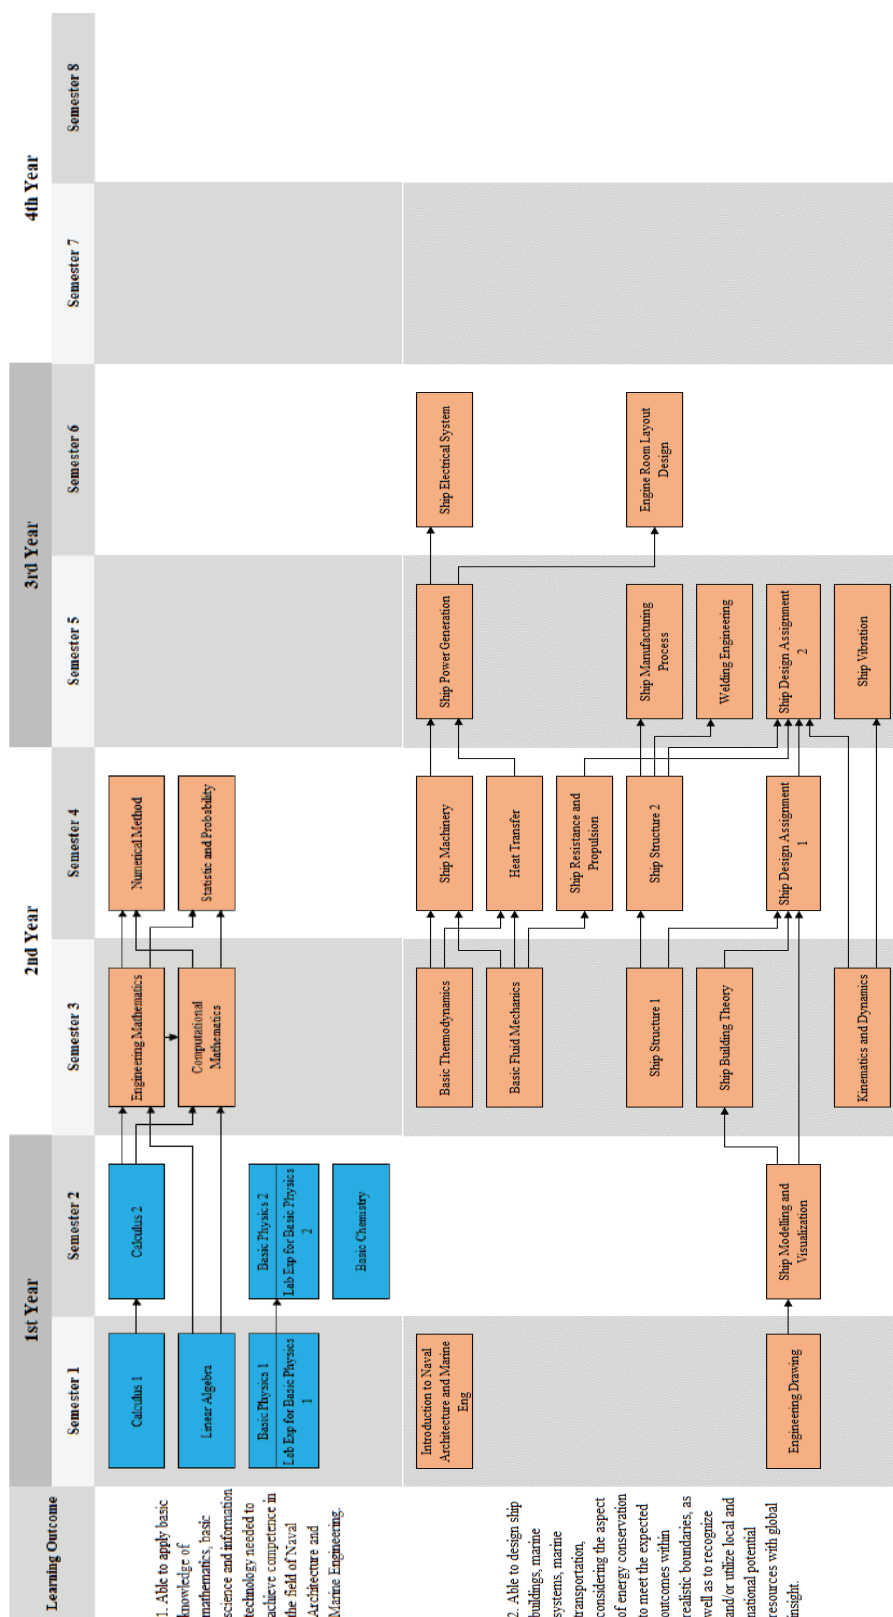 Learning Outcome
1st Year
2nd Year
3rd Year
4th Year
Semester 1
Semester 2
Semester 3
Semester 4
Semester 5
Semester 6
Semester 7
Semester 8
1. Able to apply basic
knowledge of
mathematics, basic
science and information
technology needed to
achieve competence in
the field of Naval
Architecture and
Marine Engineering.
Calculus 1
Calculus 2
Engineering Mathematics
Numerical Method
Linear Algebra
Computational
Mathematics
Statistic and Probability
Basic Physics 1
Lab Exp for Basic Physics
1
Basic Physics 2
Lab Exp for Basic Physics
2
Basic Chemistry
2. Able to design ship
buildings, marine
systems, marine
transportation,
considering the aspect
of energy conservation
to meet the expected
outcomes within
realistic boundaries, as
well as to recognize
and/or utilize local and
national potential
resources with global
insight.
Introduction to Naval
Architecture and Marine
Eng
Basic Thermodynamics
Ship Machinery
Ship Power Generation
Ship Electrical System
Basic Fluid Mechanics
Heat Transfer
Ship Resistance and
Propulsion
Ship Structure 1
Ship Structure 2
Ship Manufacturing
Process
Engine Room Layout
Design
Ship Building Theory
Welding Engineering
Engineering Drawing
Ship Modelling and
Visualization
Ship Design Assignment
1
Ship Design Assignment
2
Kinematics and Dynamics
Ship Vibration